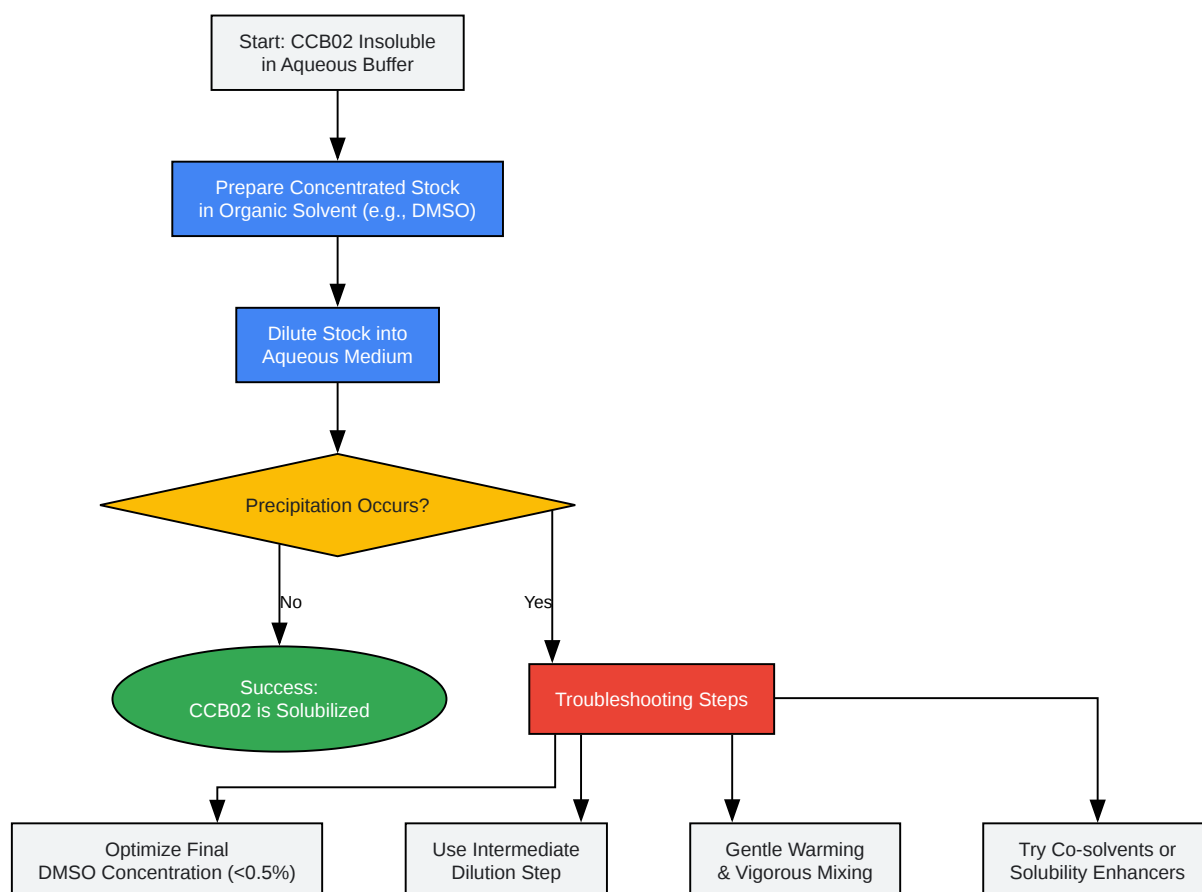 Start: CCB02 Insoluble
in Aqueous Buffer
Prepare Concentrated Stock
in Organic Solvent (e.g., DMSO)
Dilute Stock into
Aqueous Medium
Precipitation Occurs?
No
Yes
Success:
CCB02 is Solubilized
Troubleshooting Steps
Optimize Final
DMSO Concentration (<0.5%)
Use Intermediate
Dilution Step
Gentle Warming
& Vigorous Mixing
Try Co-solvents or
Solubility Enhancers